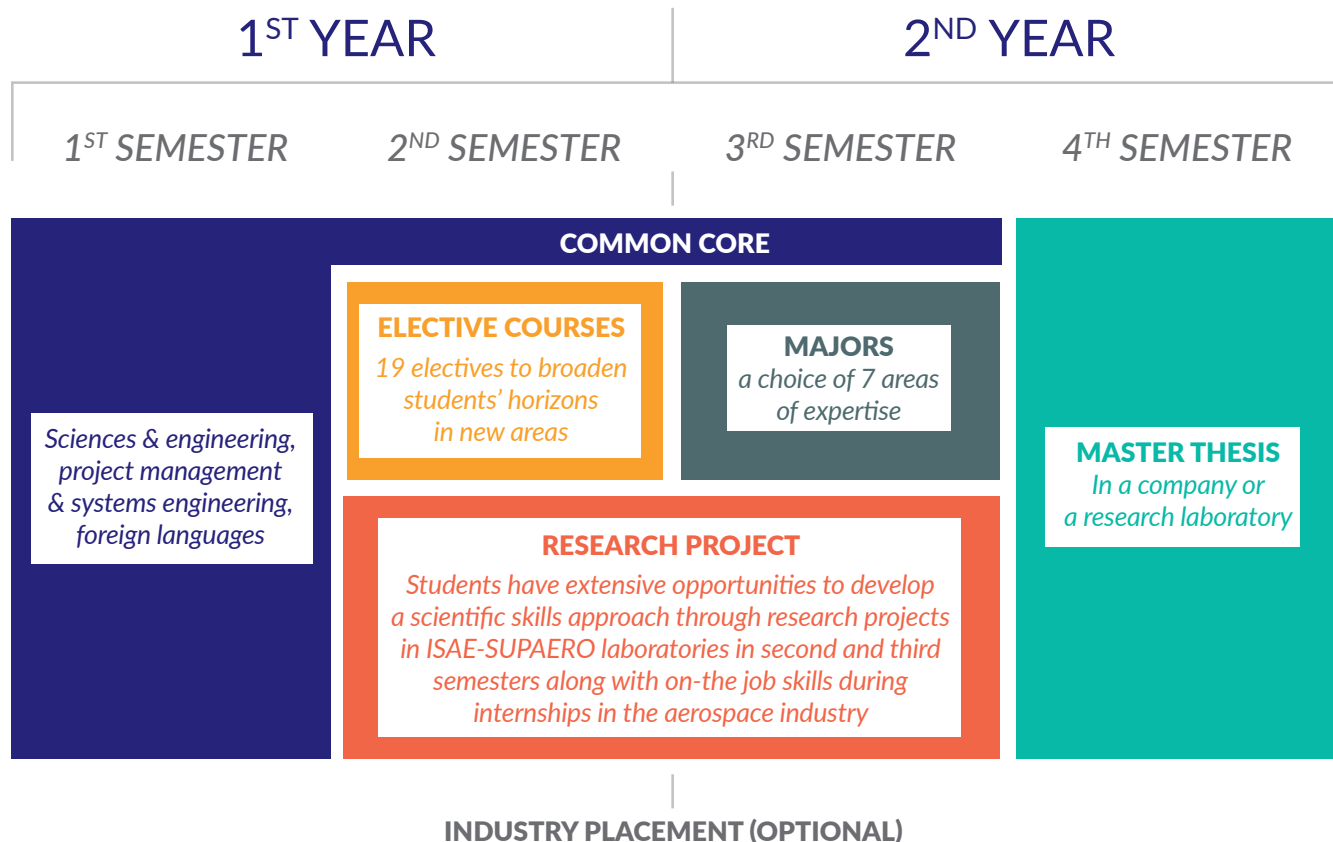 1ST YEAR
2ND YEAR
1ST SEMESTER
2ND SEMESTER
3RD SEMESTER
4TH SEMESTER
COMMON CORE
Sciences & engineering,
project management
& systems engineering,
foreign languages
ELECTIVE COURSES
19 electives to broaden
students’ horizons
in new areas
MAJORS
a choice of 7 areas
of expertise
RESEARCH PROJECT
Students have extensive opportunities to develop
a scientific skills approach through research projects
in ISAE-SUPAERO laboratories in second and third
semesters along with on-the job skills during
internships in the aerospace industry
MASTER THESIS
In a company or
a research laboratory
INDUSTRY PLACEMENT (OPTIONAL)